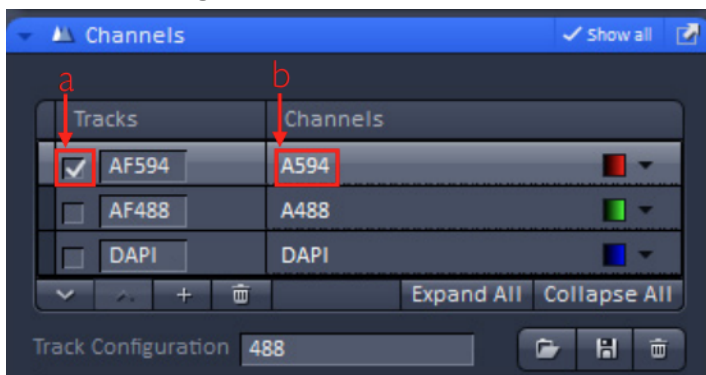 Channels Show all
a b
Tracks Channels
AF594 A594
AF488 A488
DAPI DAPI
Expand All Collapse All
Track Configuration 488